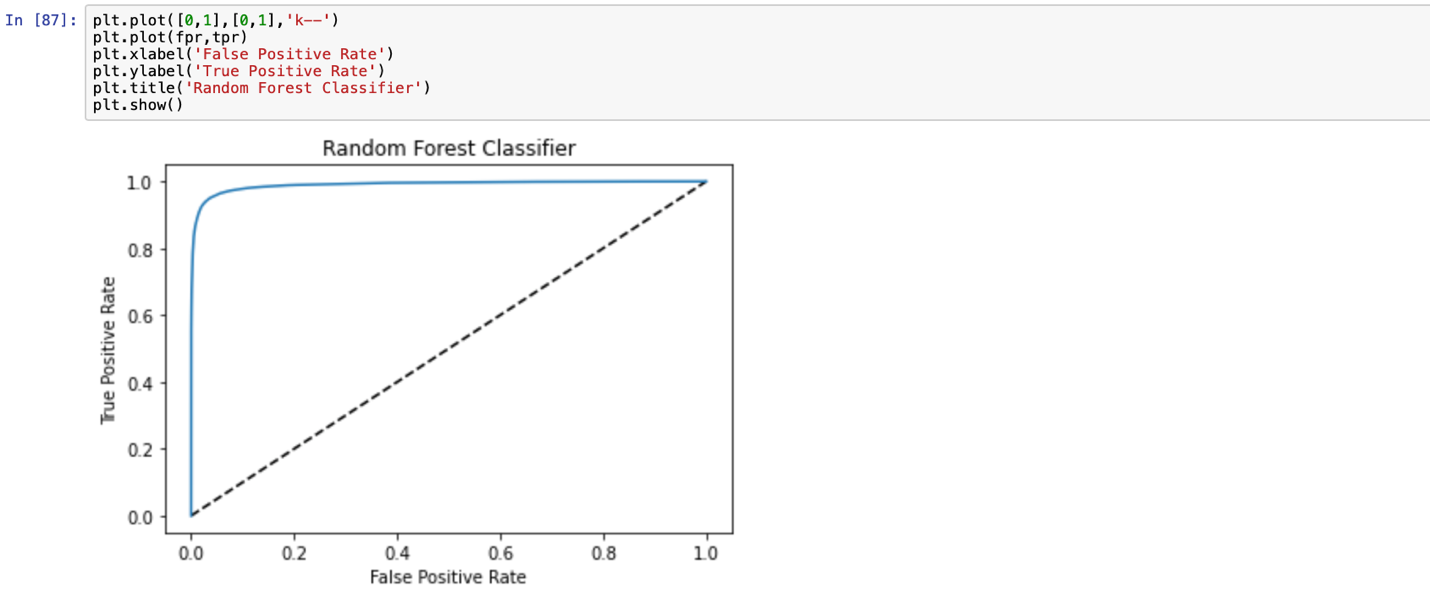 In [87]: plt.plot([0,1],[0,1],'k--')
plt.plot(fpr,tpr)
plt.xlabel('False Positive Rate')
plt.ylabel('True Positive Rate')
plt.title('Random Forest Classifier')
plt.show()
Random Forest Classifier
True Positive Rate
1.0
0.8
0.6
0.4
0.2
0.0
0.0 0.2 0.4 0.6 0.8 1.0
False Positive Rate